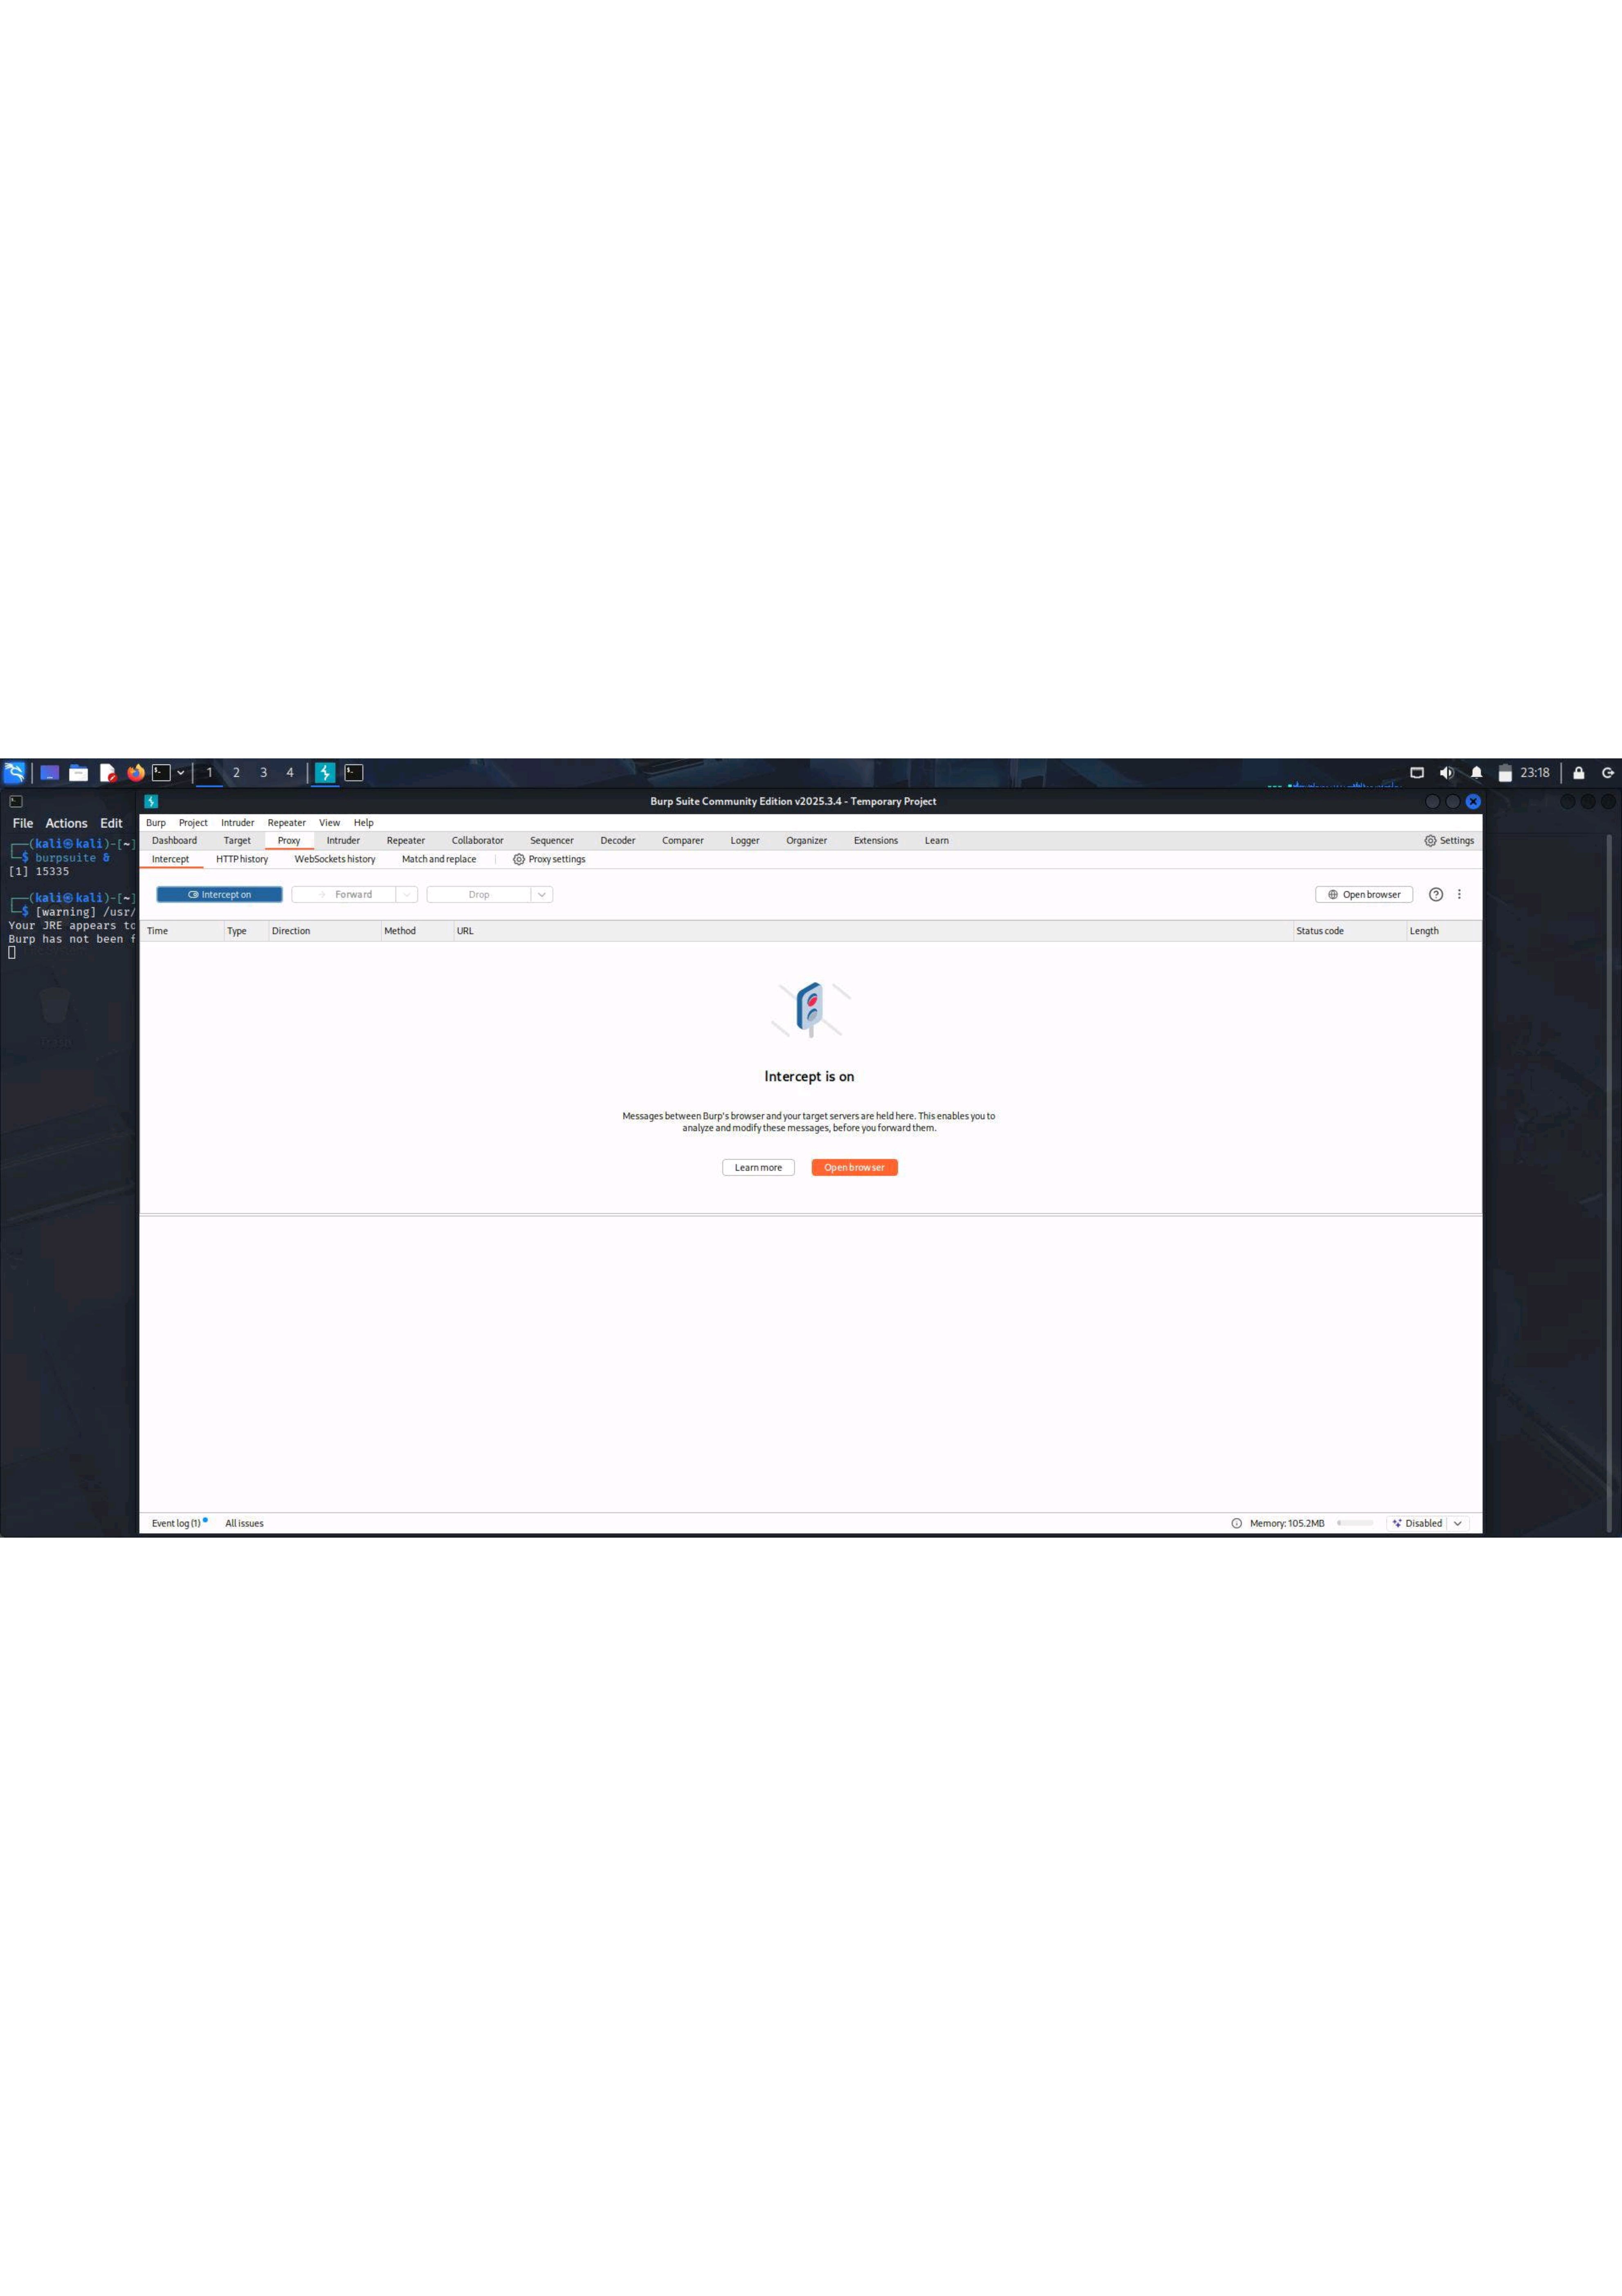 1 2 3 4 23:18
Burp Suite Community Edition v2025.3.4 - Temporary Project
File Actions Edit
(kali㉿kali)-[~]
$ burpsuite &
[1] 15335
(kali㉿kali)-[~]
$ [warning] /usr/
Your JRE appears to
Burp has not been f
Burp Project Intruder Repeater View Help
Dashboard Target Proxy Intruder Repeater Collaborator Sequencer Decoder Comparer Logger Organizer Extensions Learn Settings
Intercept HTTP history WebSockets history Match and replace Proxy settings
Intercept on Forward Drop Open browser
Time Type Direction Method URL Status code Length
Intercept is on
Messages between Burp's browser and your target servers are held here. This enables you to
analyze and modify these messages, before you forward them.
Learn more Open browser
Event log (1) All issues Memory: 105.2MB Disabled